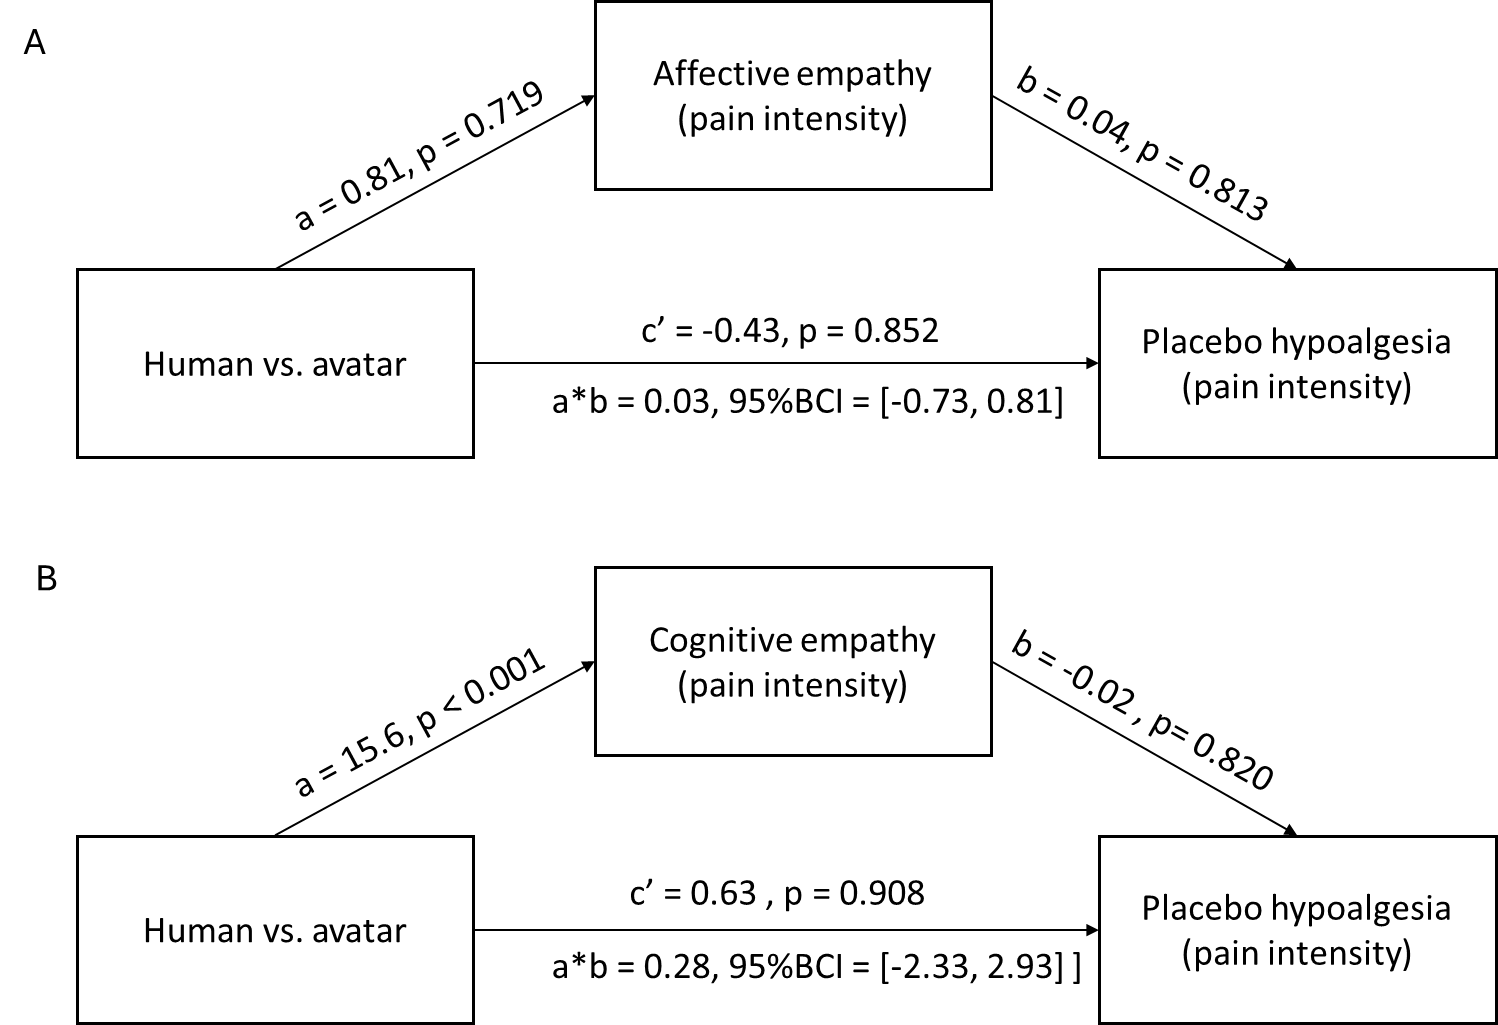 A
Affective empathy
(pain intensity)
a = 0.81, p = 0.719
b = 0.04, p = 0.813
Human vs. avatar
c’ = -0.43, p = 0.852
a*b = 0.03, 95%BCI = [-0.73, 0.81]
Placebo hypoalgesia
(pain intensity)
B
Cognitive empathy
(pain intensity)
a = 15.6, p < 0.001
b = -0.02 , p= 0.820
Human vs. avatar
c’ = 0.63 , p = 0.908
a*b = 0.28, 95%BCI = [-2.33, 2.93] ]
Placebo hypoalgesia
(pain intensity)